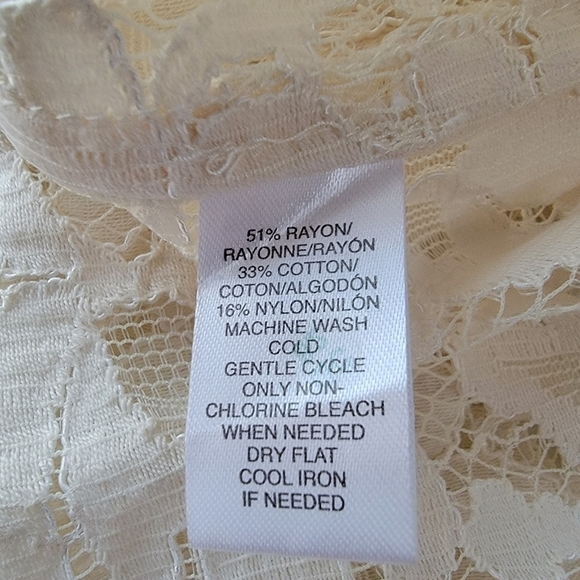 51% RAYON/
RAYONNE/RAYÓN
33% COTTON/
COTON/ALGODÓN
16% NYLON/NILÓN
MACHINE WASH
COLD
GENTLE CYCLE
ONLY NON-
CHLORINE BLEACH
WHEN NEEDED
DRY FLAT
COOL IRON
IF NEEDED